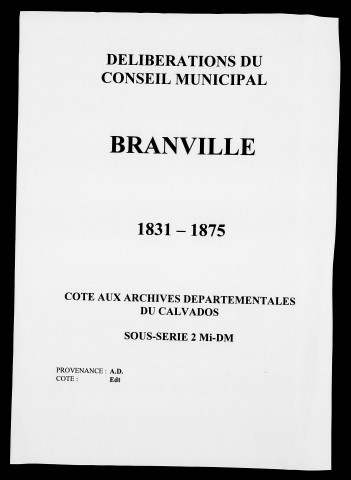 DELIBERATIONS DU
CONSEIL MUNICIPAL
BRANVILLE
1831 – 1875
COTE AUX ARCHIVES DEPARTEMENTALES
DU CALVADOS
SOUS-SERIE 2 Mi-DM
PROVENANCE : A.D.
COTE : Edt